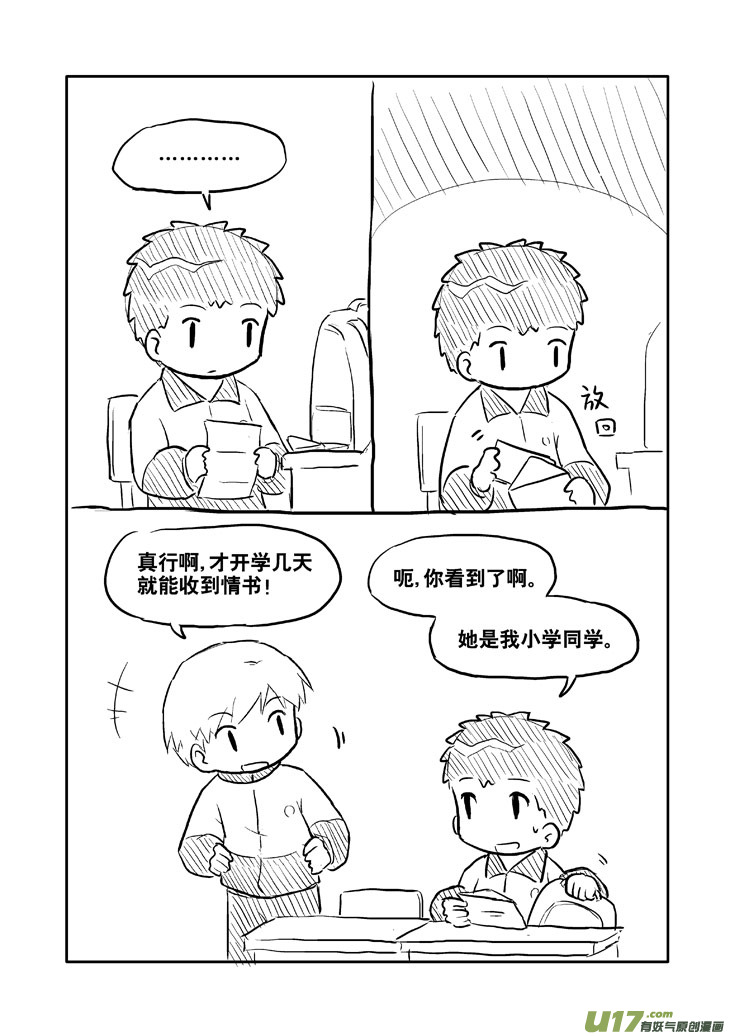 …………
放
回
真行啊，才开学几天
就能收到情书！
呃，你看到了啊。
她是我小学同学。
U17.com
有妖气原创漫画